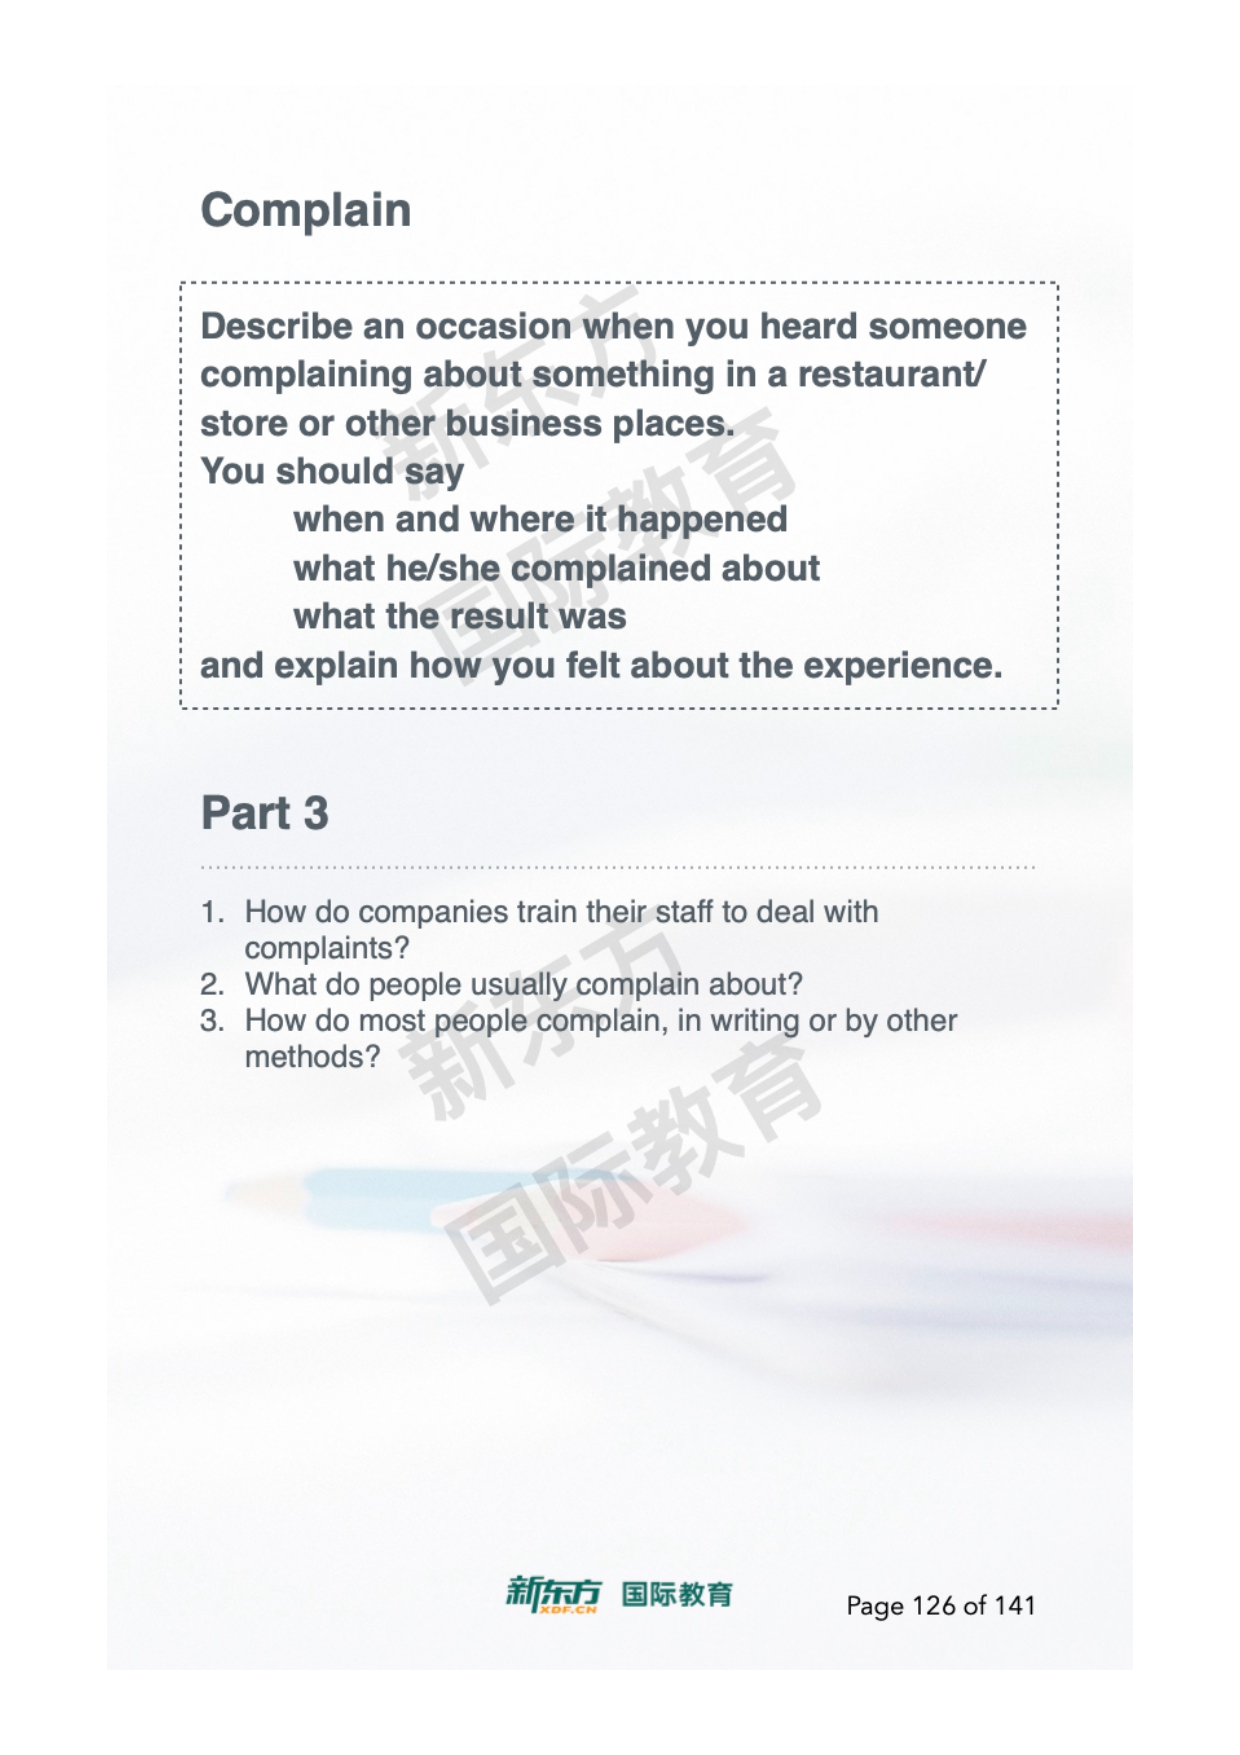 Complain
Describe an occasion when you heard someone
complaining about something in a restaurant/
store or other business places.
You should say
when and where it happened
what he/she complained about
what the result was
and explain how you felt about the experience.
新东方
国际教育
Part 3
1. How do companies train their staff to deal with
complaints?
2. What do people usually complain about?
3. How do most people complain, in writing or by other
methods?
新东方
国际教育
新东方 XDF.CN 国际教育
Page 126 of 141